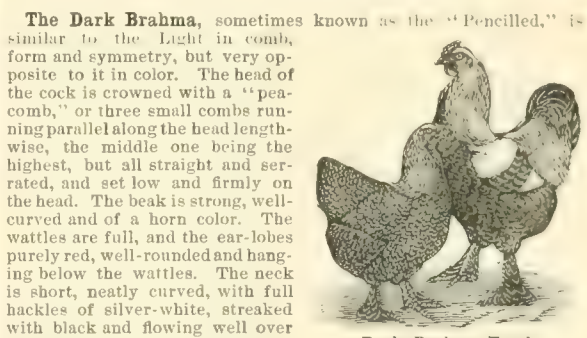 The Dark Brahma, sometimes known as the "Pencilled," is
similar to the Light in comb,
form and symmetry, but very op-
posite to it in color. The head of
the cock is crowned with a "pea-
comb," or three small combs run-
ning parallel along the head length-
wise, the middle one being the
highest, but all straight and ser-
rated, and set low and firmly on
the head. The beak is strong, well-
curved and of a horn color. The
wattles are full, and the ear-lobes
purely red, well-rounded and hang-
ing below the wattles. The neck
is short, neatly curved, with full
hackles of silver-white, streaked
with black and flowing well over